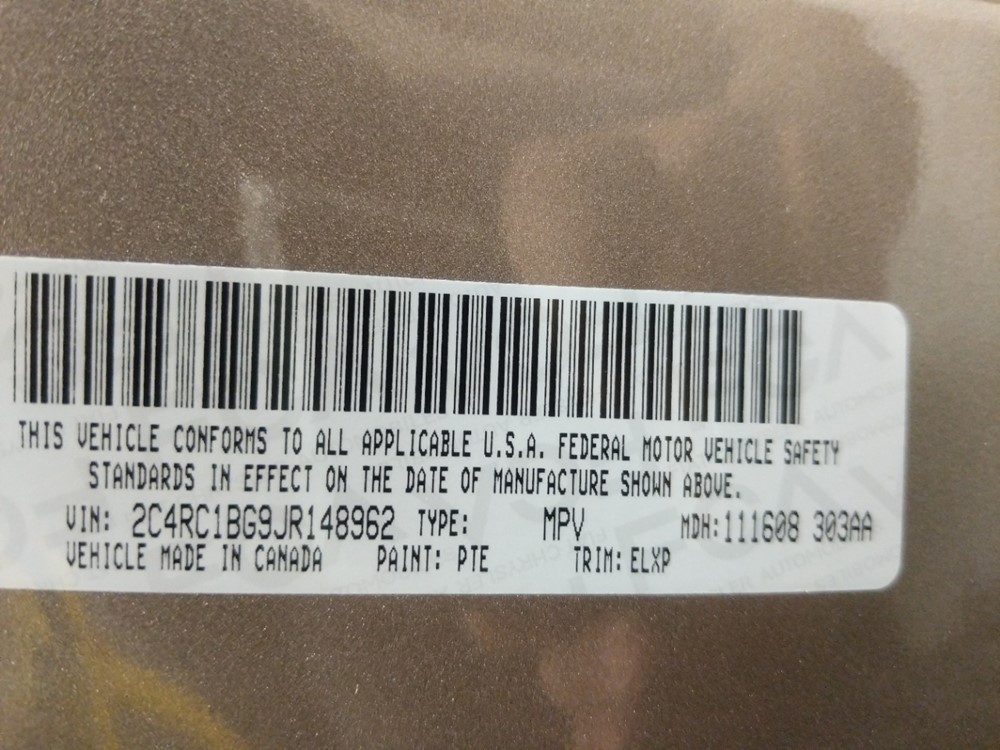 THIS VEHICLE CONFORMS TO ALL APPLICABLE U.S.A. FEDERAL MOTOR VEHICLE SAFETY
STANDARDS IN EFFECT ON THE DATE OF MANUFACTURE SHOWN ABOVE.
VIN: 2C4RC1BG9JR148962 TYPE: MPV MDH:111608 303AA
VEHICLE MADE IN CANADA PAINT: PTE TRIM: ELXP